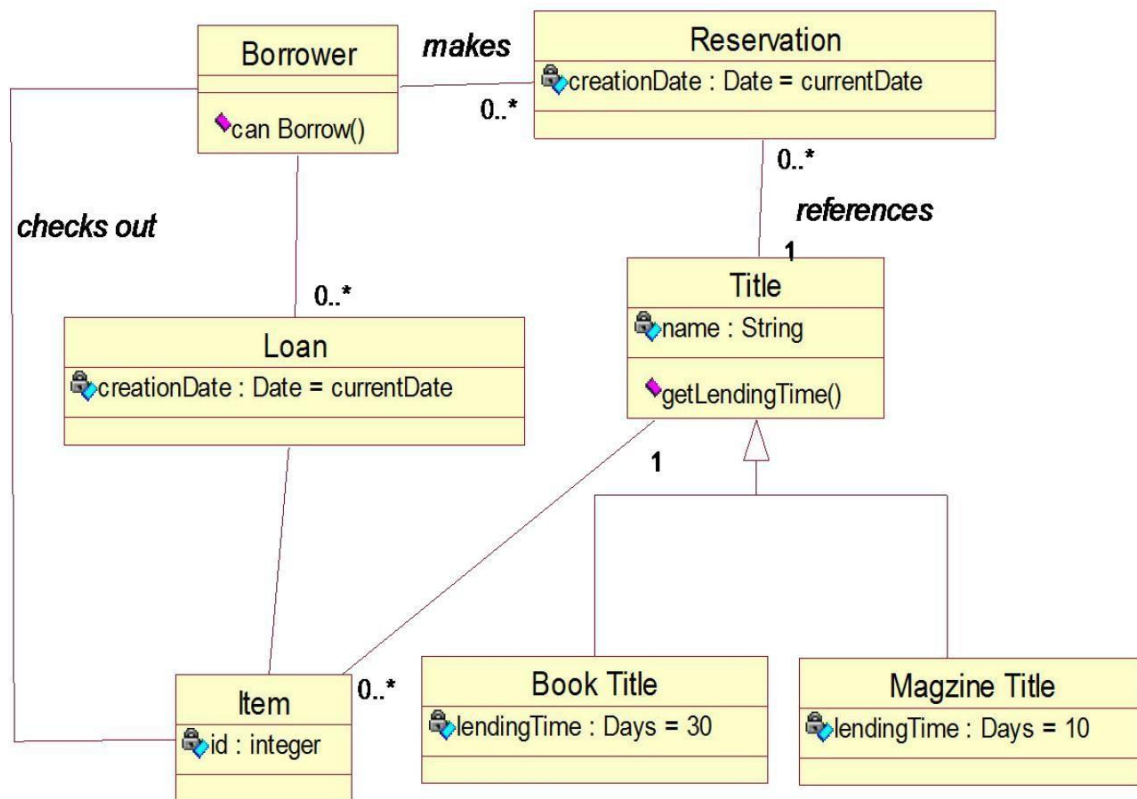 Borrower
can Borrow()
makes
0..*
Reservation
creationDate : Date = currentDate
0..*
references
1
checks out
0..*
Loan
creationDate : Date = currentDate
Title
name : String
getLendingTime()
1
0..*
Item
id : integer
Book Title
lendingTime : Days = 30
Magzine Title
lendingTime : Days = 10